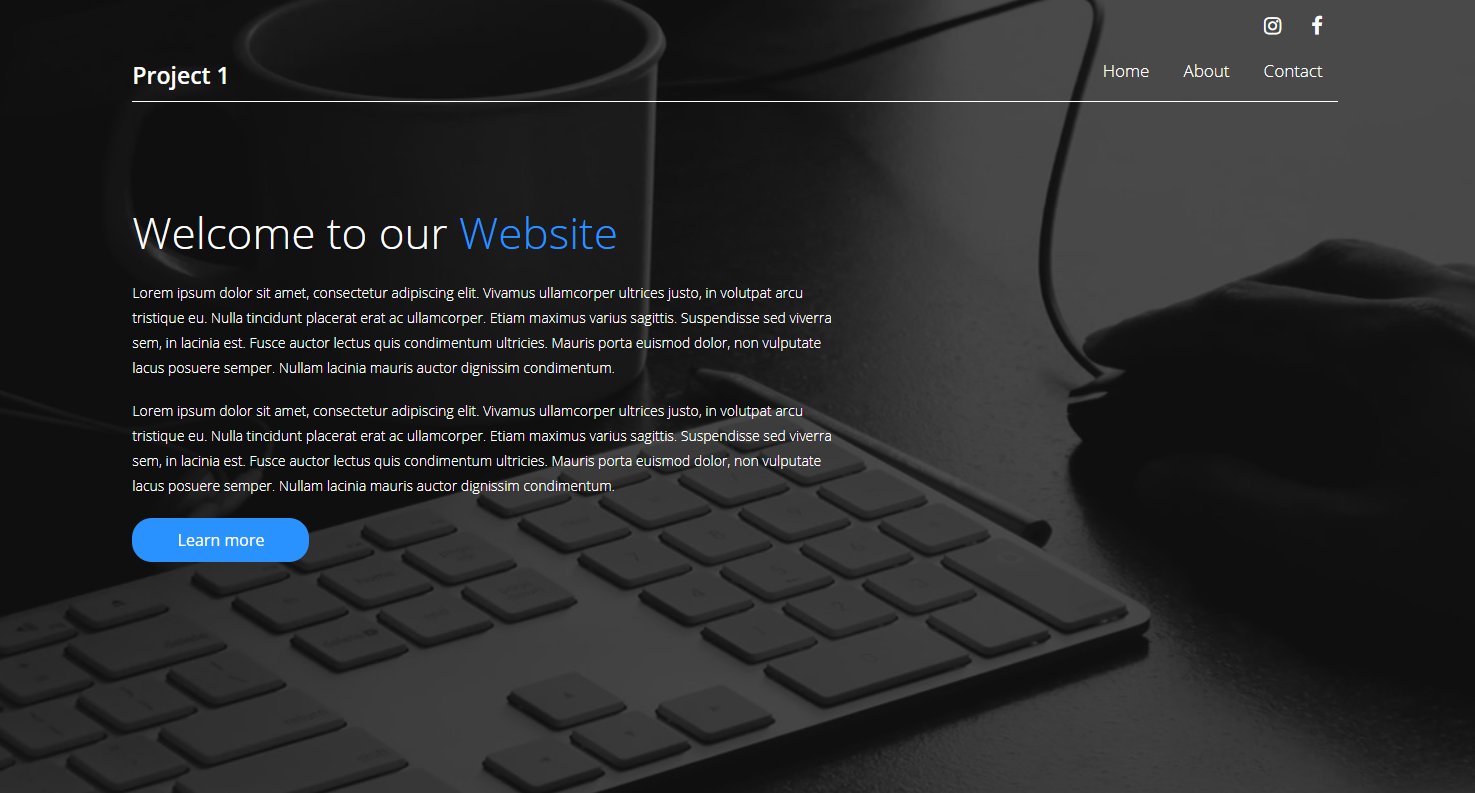 Project 1
Home About Contact
Welcome to our Website
Lorem ipsum dolor sit amet, consectetur adipiscing elit. Vivamus ullamcorper ultrices justo, in volutpat arcu
tristique eu. Nulla tincidunt placerat erat ac ullamcorper. Etiam maximus varius sagittis. Suspendisse sed viverra
sem, in lacinia est. Fusce auctor lectus quis condimentum ultricies. Mauris porta euismod dolor, non vulputate
lacus posuere semper. Nullam lacinia mauris auctor dignissim condimentum.
Lorem ipsum dolor sit amet, consectetur adipiscing elit. Vivamus ullamcorper ultrices justo, in volutpat arcu
tristique eu. Nulla tincidunt placerat erat ac ullamcorper. Etiam maximus varius sagittis. Suspendisse sed viverra
sem, in lacinia est. Fusce auctor lectus quis condimentum ultricies. Mauris porta euismod dolor, non vulputate
lacus posuere semper. Nullam lacinia mauris auctor dignissim condimentum.
Learn more